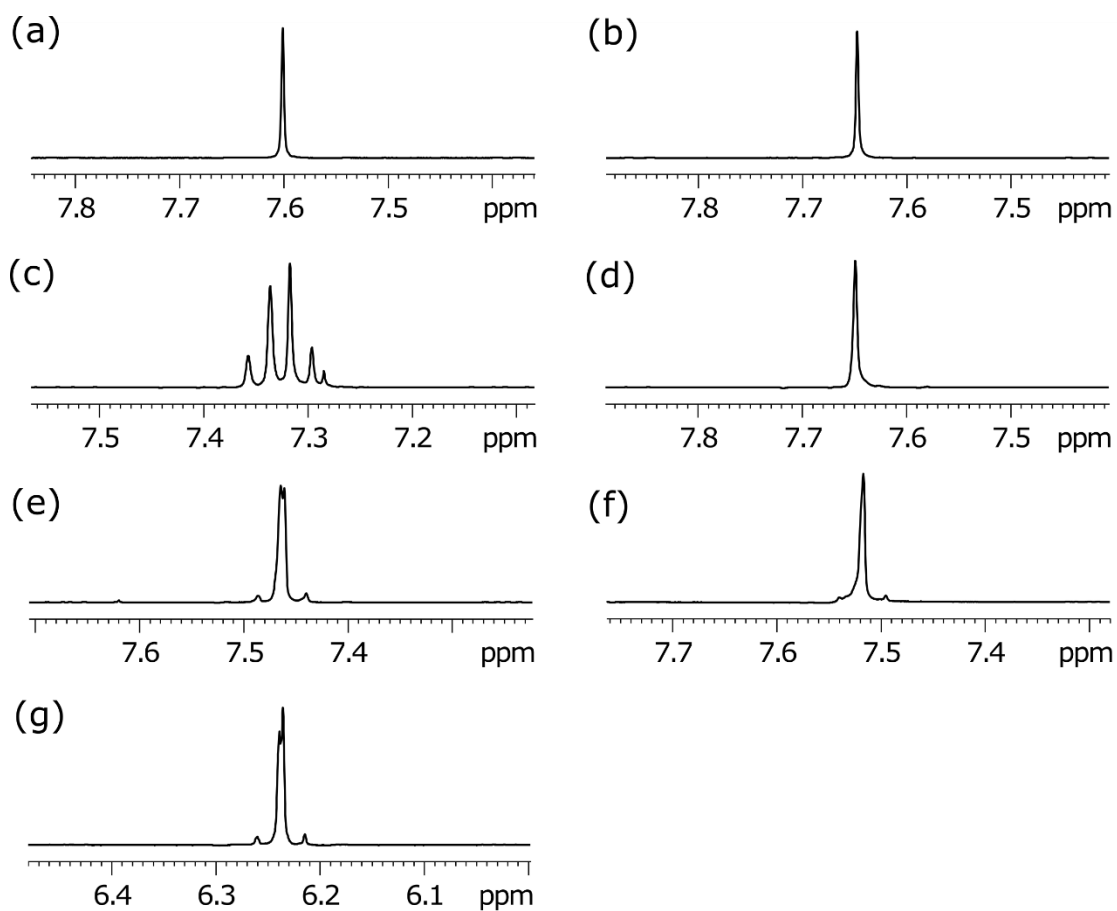 (a)
7.8 7.7 7.6 7.5 ppm
(b)
7.8 7.7 7.6 7.5 ppm
(c)
7.5 7.4 7.3 7.2 ppm
(d)
7.8 7.7 7.6 7.5 ppm
(e)
7.6 7.5 7.4 ppm
(f)
7.7 7.6 7.5 7.4 ppm
(g)
6.4 6.3 6.2 6.1 ppm